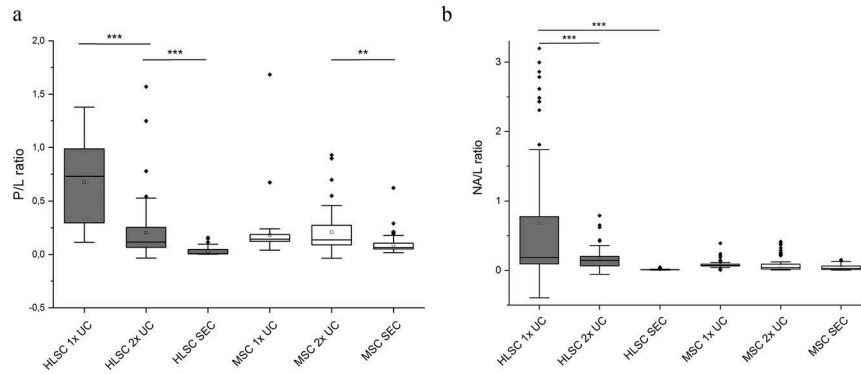 a
***
***
**
2,0
1,5
1,0
0,5
0,0
-0,5
P/L ratio
HLSC 1x UC
HLSC 2x UC
HLSC SEC
MSC 1x UC
MSC 2x UC
MSC SEC
b
***
***
3
2
1
0
NA/L ratio
HLSC 1x UC
HLSC 2x UC
HLSC SEC
MSC 1x UC
MSC 2x UC
MSC SEC